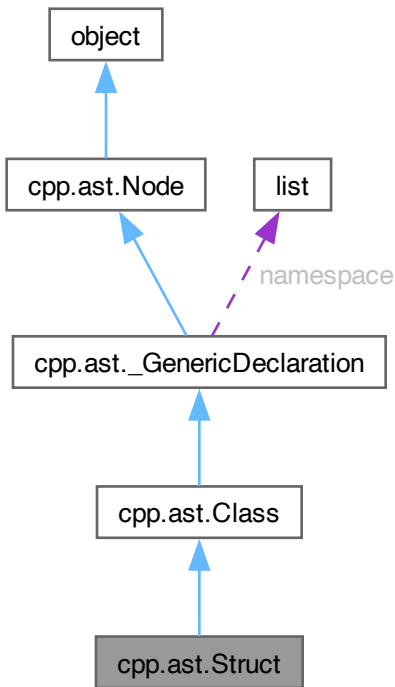 object
cpp.ast.Node
list
namespace
cpp.ast._GenericDeclaration
cpp.ast.Class
cpp.ast.Struct